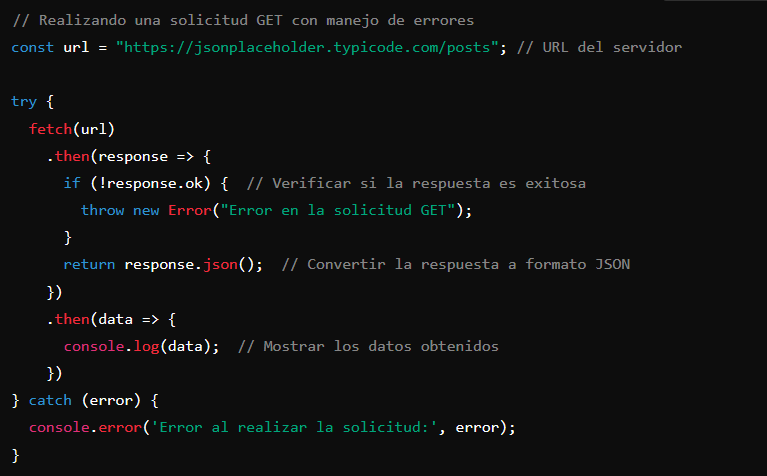 // Realizando una solicitud GET con manejo de errores
const url = "https://jsonplaceholder.typicode.com/posts"; // URL del servidor

try {
  fetch(url)
    .then(response => {
      if (!response.ok) {  // Verificar si la respuesta es exitosa
        throw new Error("Error en la solicitud GET");
      }
      return response.json();  // Convertir la respuesta a formato JSON
    })
    .then(data => {
      console.log(data);  // Mostrar los datos obtenidos
    })
} catch (error) {
  console.error('Error al realizar la solicitud:', error);
}